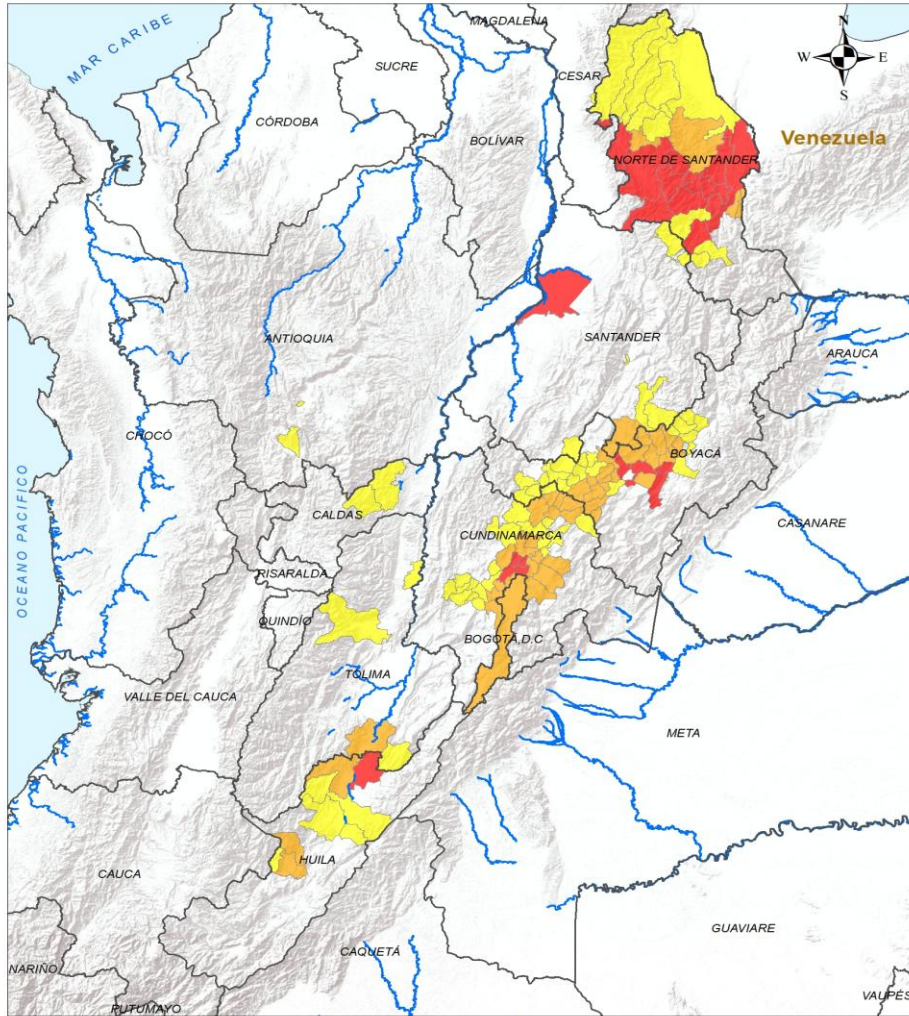 MAGDALENA
N
MAR CARIBE
SUCRE
CESAR
W
E
S
CÓRDOBA
BOLÍVAR
Venezuela
NORTE DE SANTANDER
ANTIOQUIA
SANTANDER
ARAUCA
CHOCÓ
BOYACÁ
CALDAS
CASANARE
CUNDINAMARCA
OCEANO PACIFICO
RISARALDA
QUINDÍO
BOGOTÁ D.C
TOLIMA
VALLE DEL CAUCA
META
HUILA
CAUCA
GUAVIARE
CAQUETÁ
NARIÑO
VAUPÉS
PUTUMAYO